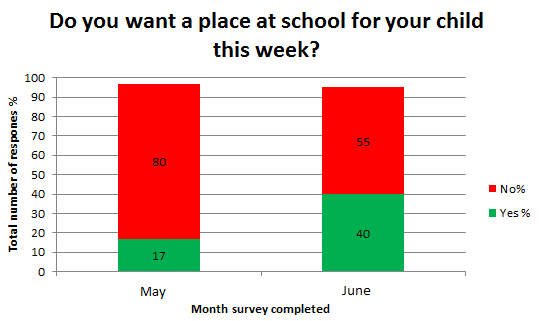 Do you want a place at school for your child
this week?
Total number of respones %
100
90
80
70
60
50
40
30
20
10
0
80
17
55
40
May
June
Month survey completed
No%
Yes %